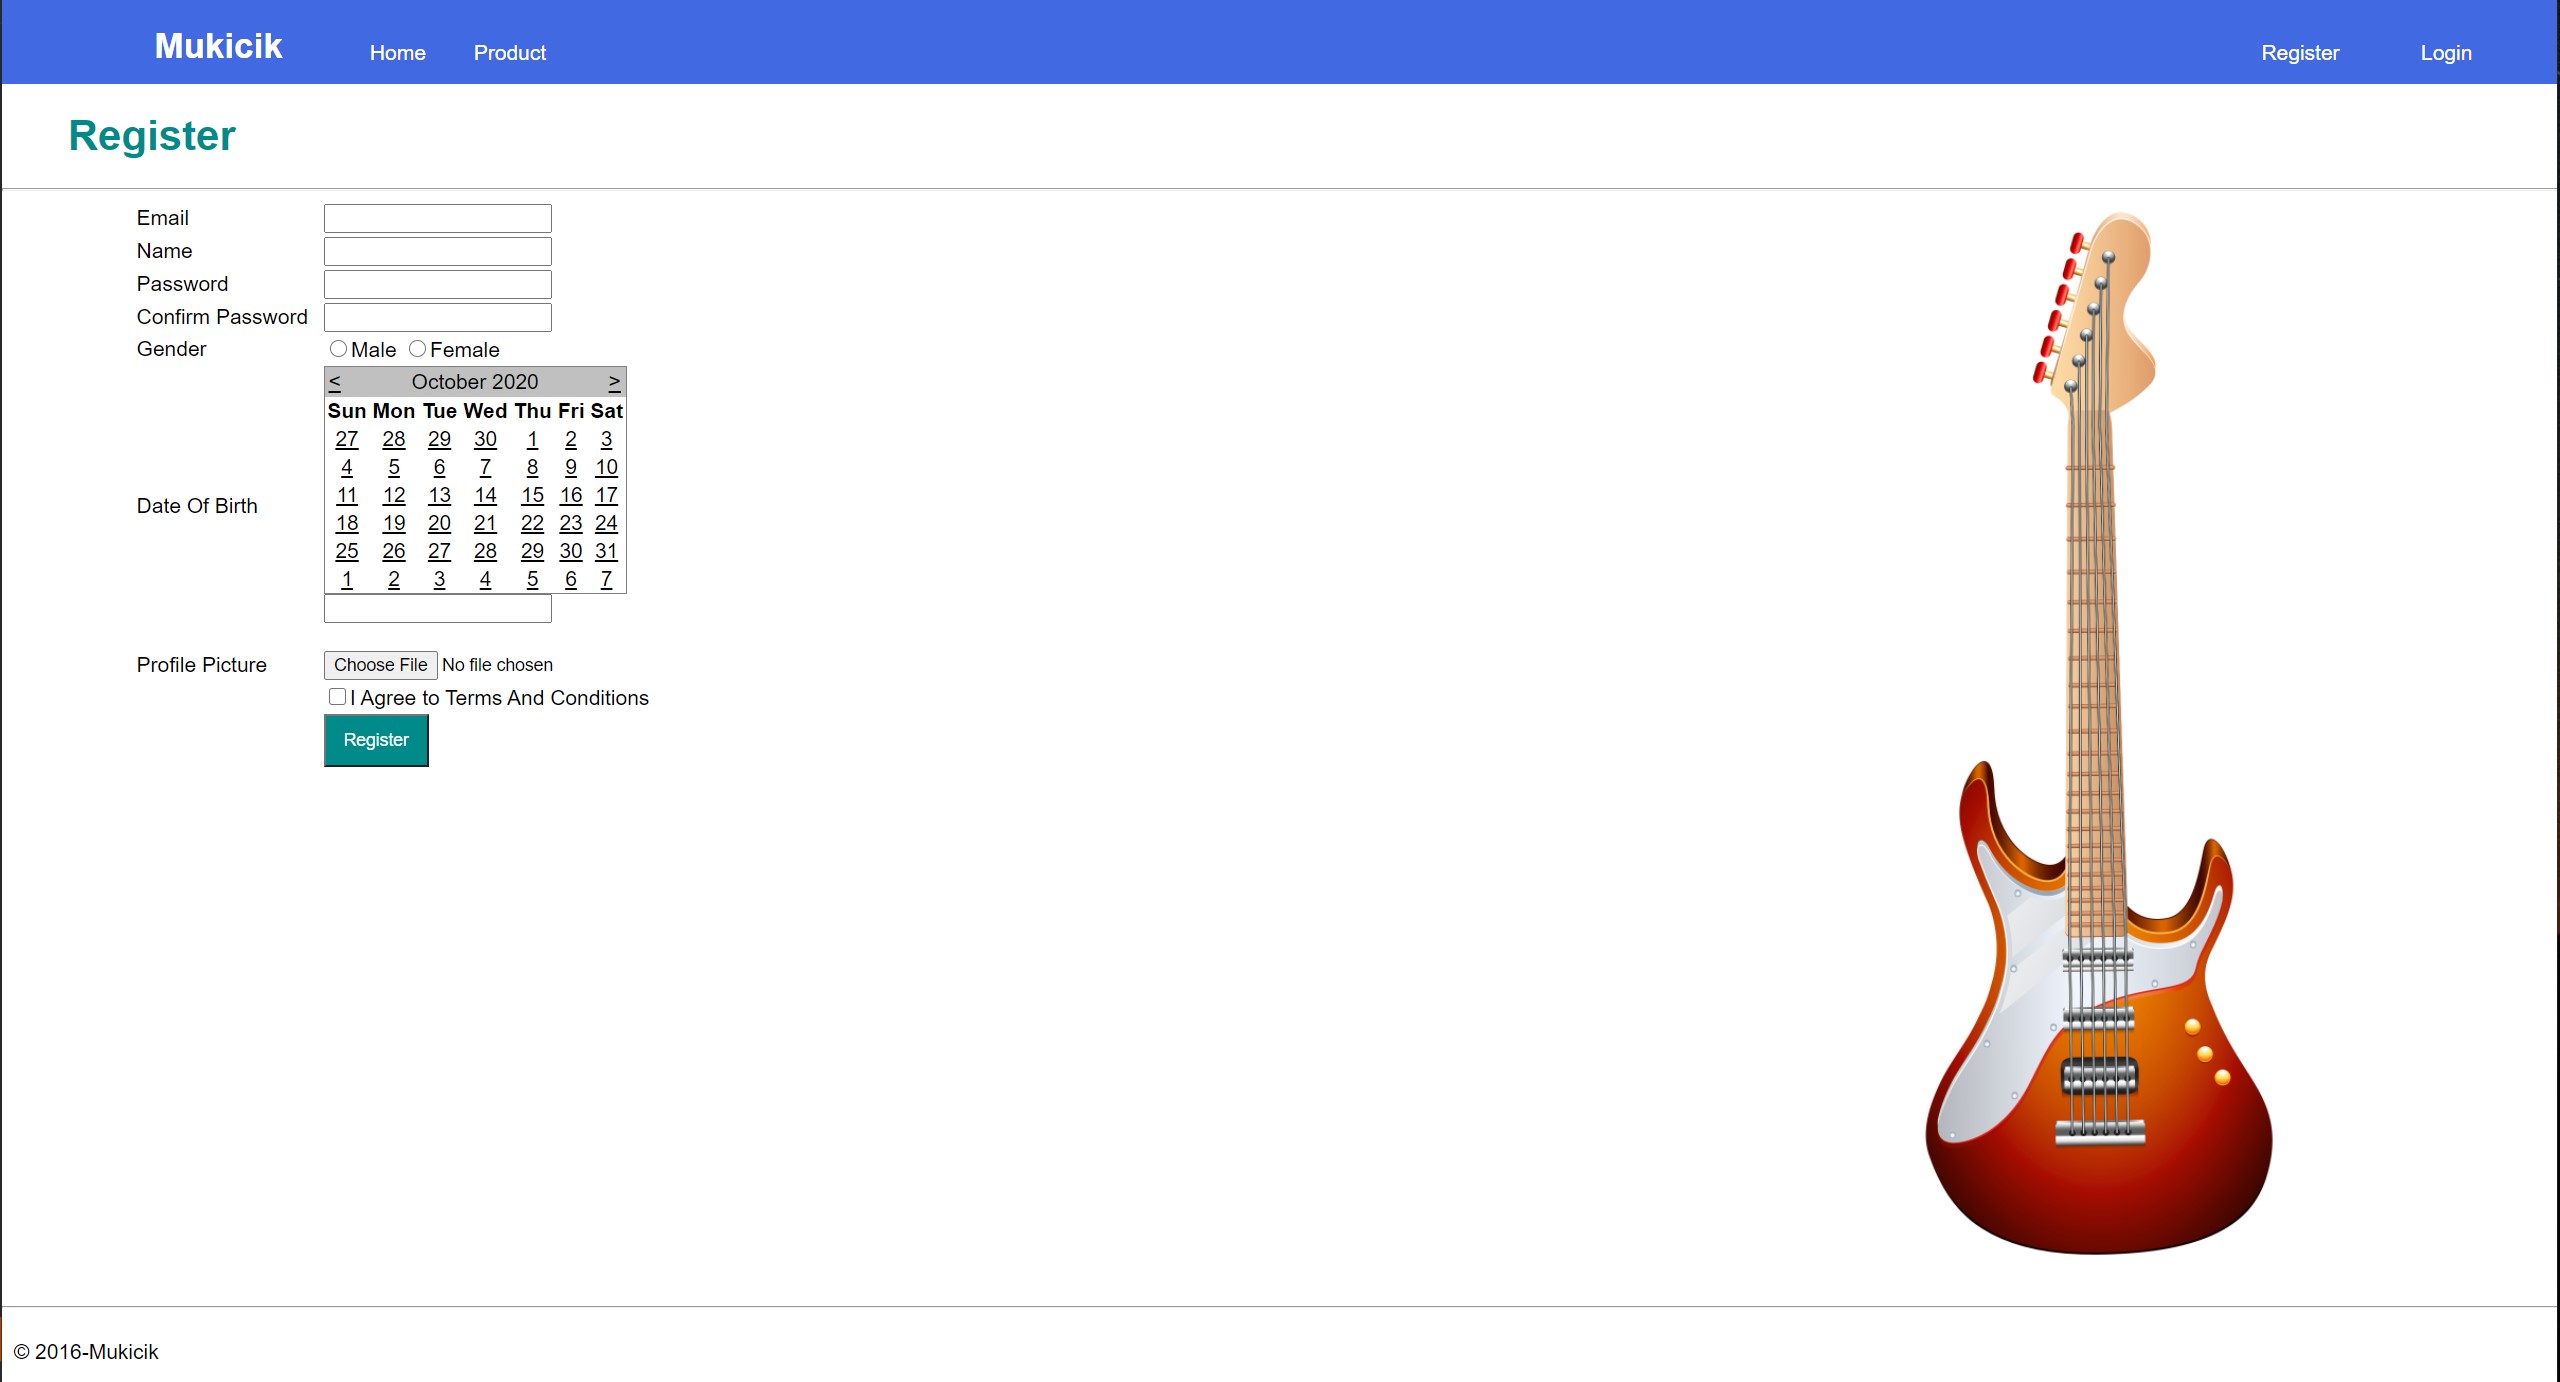 Mukicik Home Product Register Login
Register
Email
Name
Password
Confirm Password
Gender Male Female
< October 2020 >
Sun Mon Tue Wed Thu Fri Sat
27 28 29 30 1 2 3
4 5 6 7 8 9 10
11 12 13 14 15 16 17
Date Of Birth
18 19 20 21 22 23 24
25 26 27 28 29 30 31
1 2 3 4 5 6 7
Profile Picture Choose File No file chosen
I Agree to Terms And Conditions
Register
© 2016-Mukicik